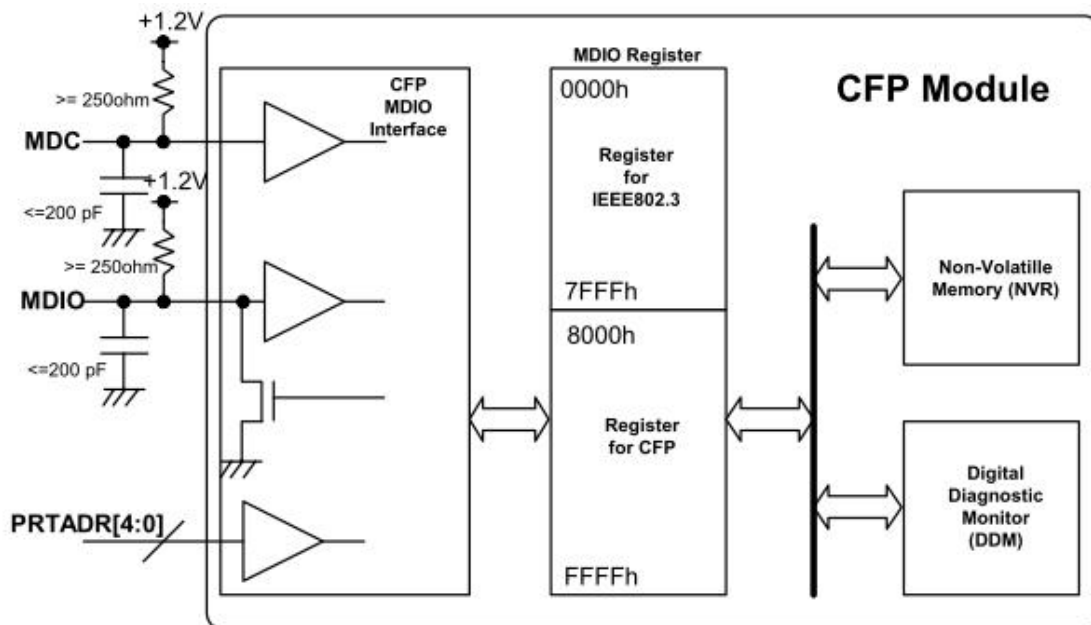 +1.2V
>= 250ohm
MDC
<=200 pF
+1.2V
>= 250ohm
MDIO
<=200 pF
PRTADR[4:0]
CFP
MDIO
Interface
MDIO Register
0000h
Register
for
IEEE802.3
7FFFh
8000h
Register
for CFP
FFFFh
CFP Module
Non-Volatille
Memory (NVR)
Digital
Diagnostic
Monitor
(DDM)